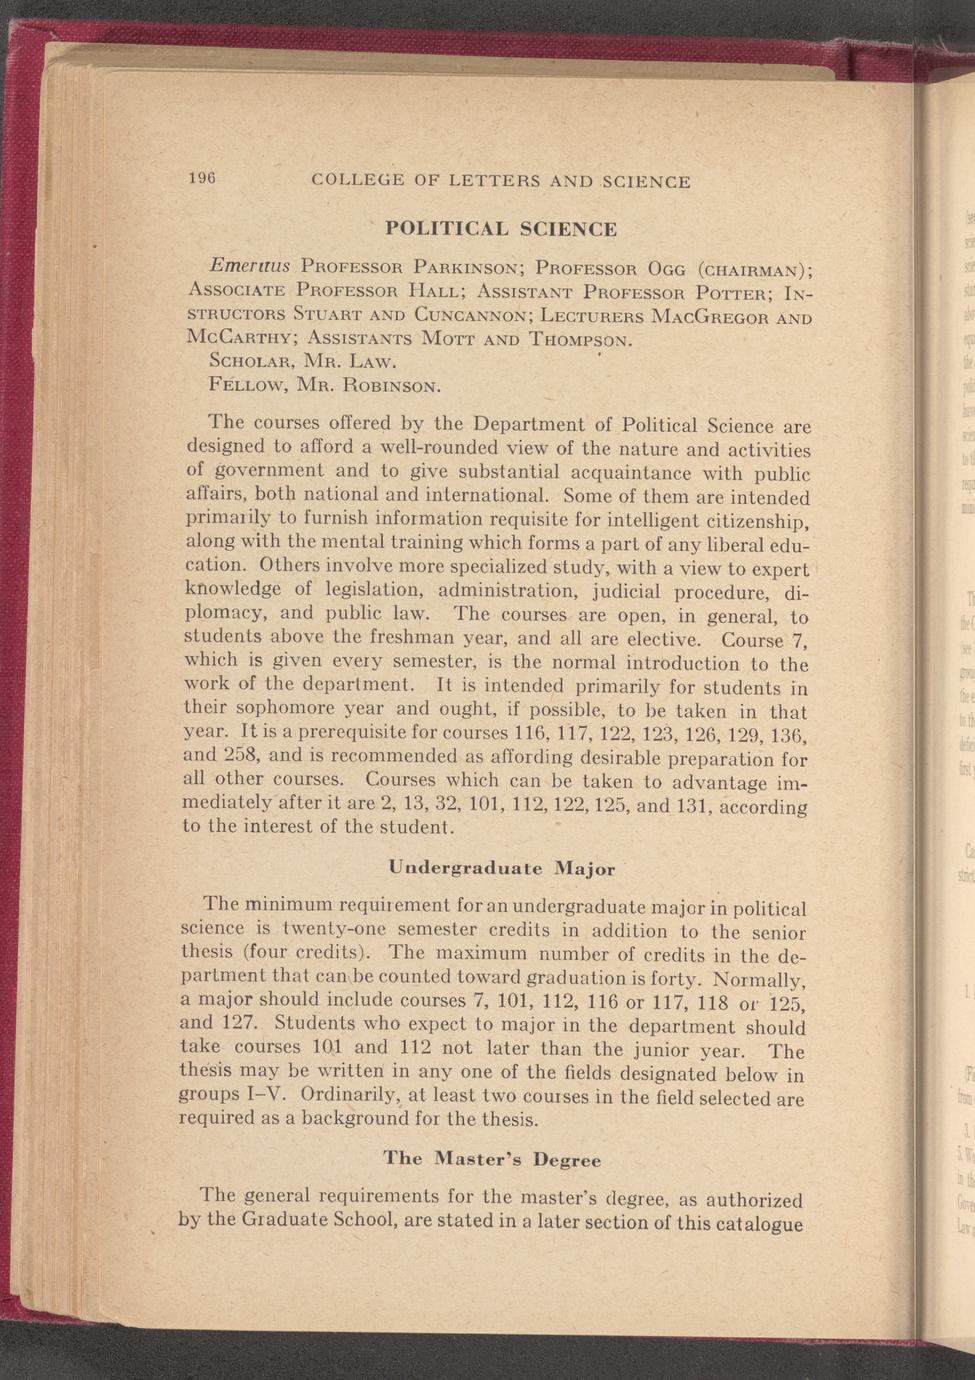 196 COLLEGE OF LETTERS AND SCIENCE
POLITICAL SCIENCE
Emeritus PROFESSOR PARKINSON; PROFESSOR OGG (CHAIRMAN);
ASSOCIATE PROFESSOR HALL; ASSISTANT PROFESSOR POTTER; IN-
STRUCTORS STUART AND CUNCANNON; LECTURERS MACGREGOR AND
MCCARTHY; ASSISTANTS MOTT AND THOMPSON.
SCHOLAR, MR. LAW.
FELLOW, MR. ROBINSON.
The courses offered by the Department of Political Science are
designed to afford a well-rounded view of the nature and activities
of government and to give substantial acquaintance with public
affairs, both national and international. Some of them are intended
primarily to furnish information requisite for intelligent citizenship,
along with the mental training which forms a part of any liberal edu-
cation. Others involve more specialized study, with a view to expert
knowledge of legislation, administration, judicial procedure, di-
plomacy, and public law. The courses are open, in general, to
students above the freshman year, and all are elective. Course 7,
which is given every semester, is the normal introduction to the
work of the department. It is intended primarily for students in
their sophomore year and ought, if possible, to be taken in that
year. It is a prerequisite for courses 116, 117, 122, 123, 126, 129, 136,
and 258, and is recommended as affording desirable preparation for
all other courses. Courses which can be taken to advantage im-
mediately after it are 2, 13, 32, 101, 112, 122, 125, and 131, according
to the interest of the student.
Undergraduate Major
The minimum requirement for an undergraduate major in political
science is twenty-one semester credits in addition to the senior
thesis (four credits). The maximum number of credits in the de-
partment that can be counted toward graduation is forty. Normally,
a major should include courses 7, 101, 112, 116 or 117, 118 or 125,
and 127. Students who expect to major in the department should
take courses 101 and 112 not later than the junior year. The
thesis may be written in any one of the fields designated below in
groups I–V. Ordinarily, at least two courses in the field selected are
required as a background for the thesis.
The Master's Degree
The general requirements for the master's degree, as authorized
by the Graduate School, are stated in a later section of this catalogue